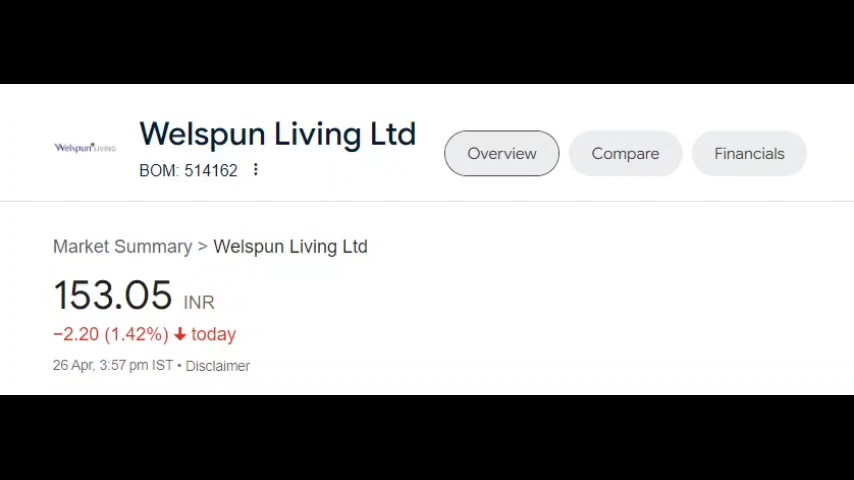 Welspun LIVING
Welspun Living Ltd
BOM: 514162
Overview
Compare
Financials
Market Summary > Welspun Living Ltd
153.05 INR
−2.20 (1.42%) ↓ today
26 Apr, 3:57 pm IST • Disclaimer